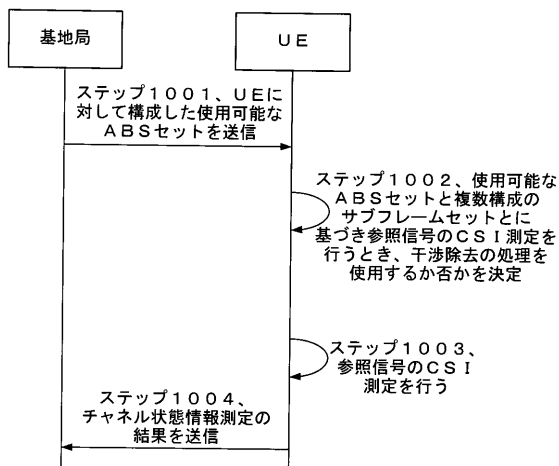 基地局
UE
ステップ1001、UEに
対して構成した使用可能な
ABSセットを送信
ステップ1002、使用可能な
ABSセットと複数構成の
サブフレームセットとに
基づき参照信号のCSI測定を
行うとき、干渉除去の処理を
使用するか否かを決定
ステップ1003、
参照信号のCSI
測定を行う
ステップ1004、
チャネル状態情報測定の
結果を送信